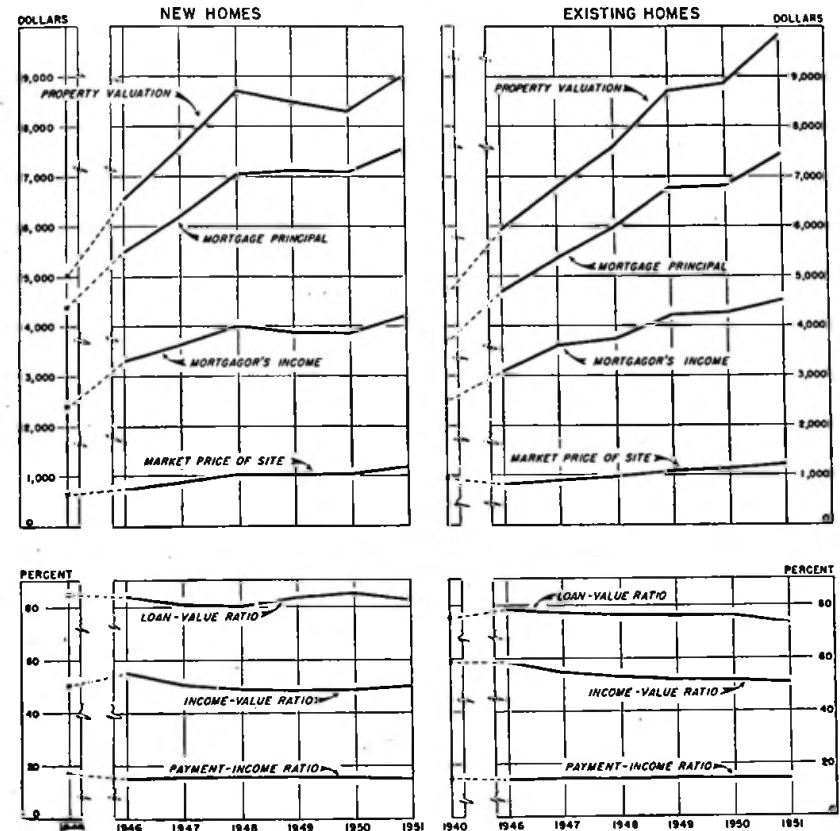 NEW HOMES
DOLLARS
9,000
8,000
7,000
6,000
5,000
4,000
3,000
2,000
1,000
0
PROPERTY VALUATION
MORTGAGE PRINCIPAL
MORTGAGOR'S INCOME
MARKET PRICE OF SITE
EXISTING HOMES
DOLLARS
9,000
8,000
7,000
6,000
5,000
4,000
3,000
2,000
1,000
0
PROPERTY VALUATION
MORTGAGE PRINCIPAL
MORTGAGOR'S INCOME
MARKET PRICE OF SITE
PERCENT
80
60
40
20
0
LOAN-VALUE RATIO
INCOME-VALUE RATIO
PAYMENT-INCOME RATIO
1946 1947 1948 1949 1950 1951
PERCENT
80
60
40
20
LOAN-VALUE RATIO
INCOME-VALUE RATIO
PAYMENT-INCOME RATIO
1940 1946 1947 1948 1949 1950 1951